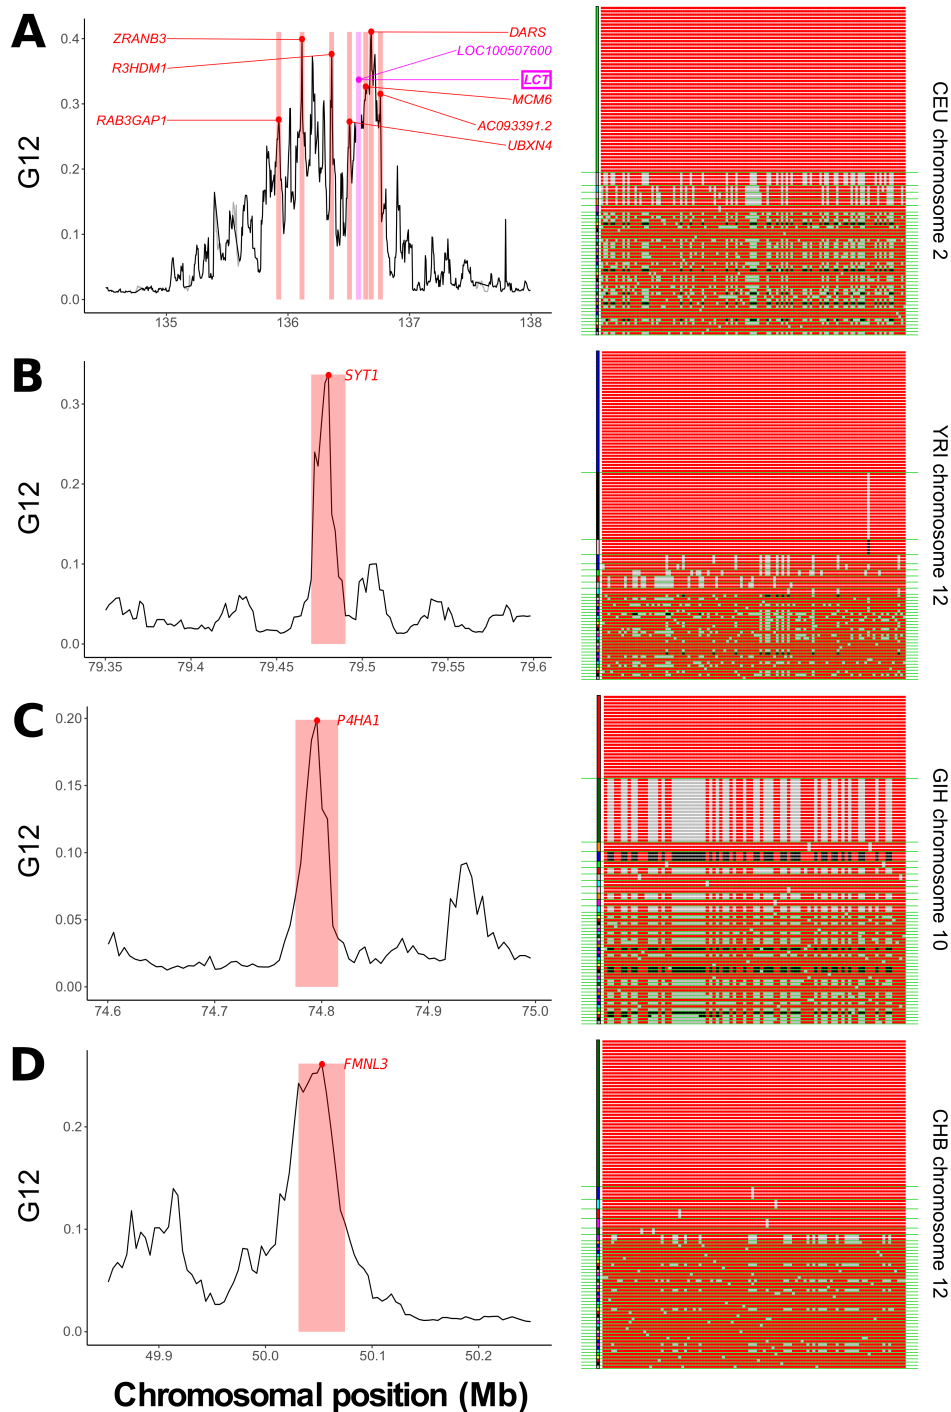 A
G12
0.4
0.3
0.2
0.1
0.0
135
136
137
138
ZRANB3
R3HDM1
RAB3GAP1
DARS
LOC100507600
LCT
MCM6
AC093391.2
UBXN4
CEU chromosome 2
B
G12
0.3
0.2
0.1
0.0
79.35
79.4
79.45
79.5
79.55
79.6
SYT1
YRI chromosome 12
C
G12
0.20
0.15
0.10
0.05
0.00
74.6
74.7
74.8
74.9
75.0
P4HA1
GIH chromosome 10
D
G12
0.2
0.1
0.0
49.9
50.0
50.1
50.2
FMNL3
CHB chromosome 12
Chromosomal position (Mb)